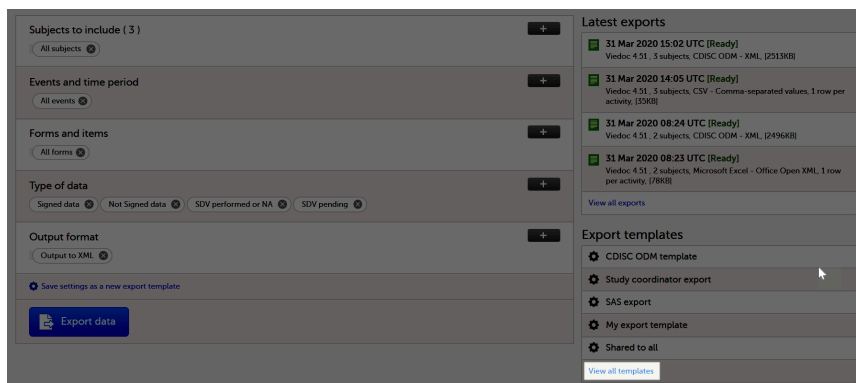 Subjects to include ( 3 )
All subjects
Events and time period
All events
Forms and items
All forms
Type of data
Signed data
Not Signed data
SDV performed or NA
SDV pending
Output format
Output to XML
Save settings as a new export template
Export data
Latest exports
31 Mar 2020 15:02 UTC [Ready]
Viedoc 4.51 , 3 subjects, CDISC ODM - XML, [2513KB]
31 Mar 2020 14:05 UTC [Ready]
Viedoc 4.51 , 3 subjects, CSV - Comma-separated values, 1 row per
activity, [35KB]
31 Mar 2020 08:24 UTC [Ready]
Viedoc 4.51 , 2 subjects, CDISC ODM - XML, [2496KB]
31 Mar 2020 08:23 UTC [Ready]
Viedoc 4.51 , 2 subjects, Microsoft Excel - Office Open XML, 1 row
per activity, [78KB]
View all exports
Export templates
CDISC ODM template
Study coordinator export
SAS export
My export template
Shared to all
View all templates